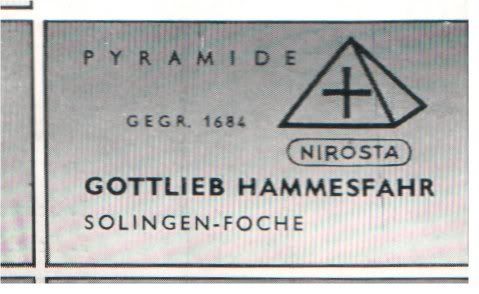 PYRAMIDE
GEGR. 1684
NIROSTA
GOTTLIEB HAMMESFAHR
SOLINGEN-FOCHE